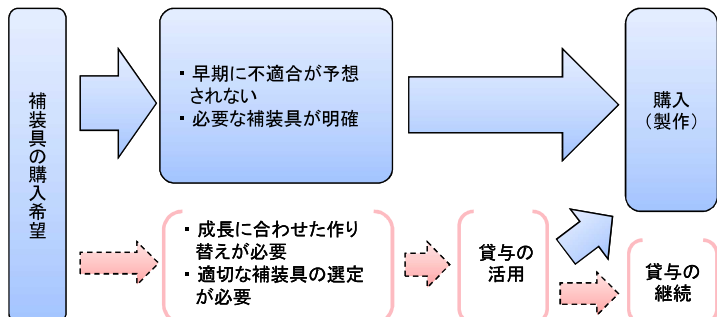 補装具の購入希望
・早期に不適合が予想
されない
・必要な補装具が明確
購入
（製作）
・成長に合わせた作り
替えが必要
・適切な補装具の選定
が必要
貸与の
活用
貸与の
継続